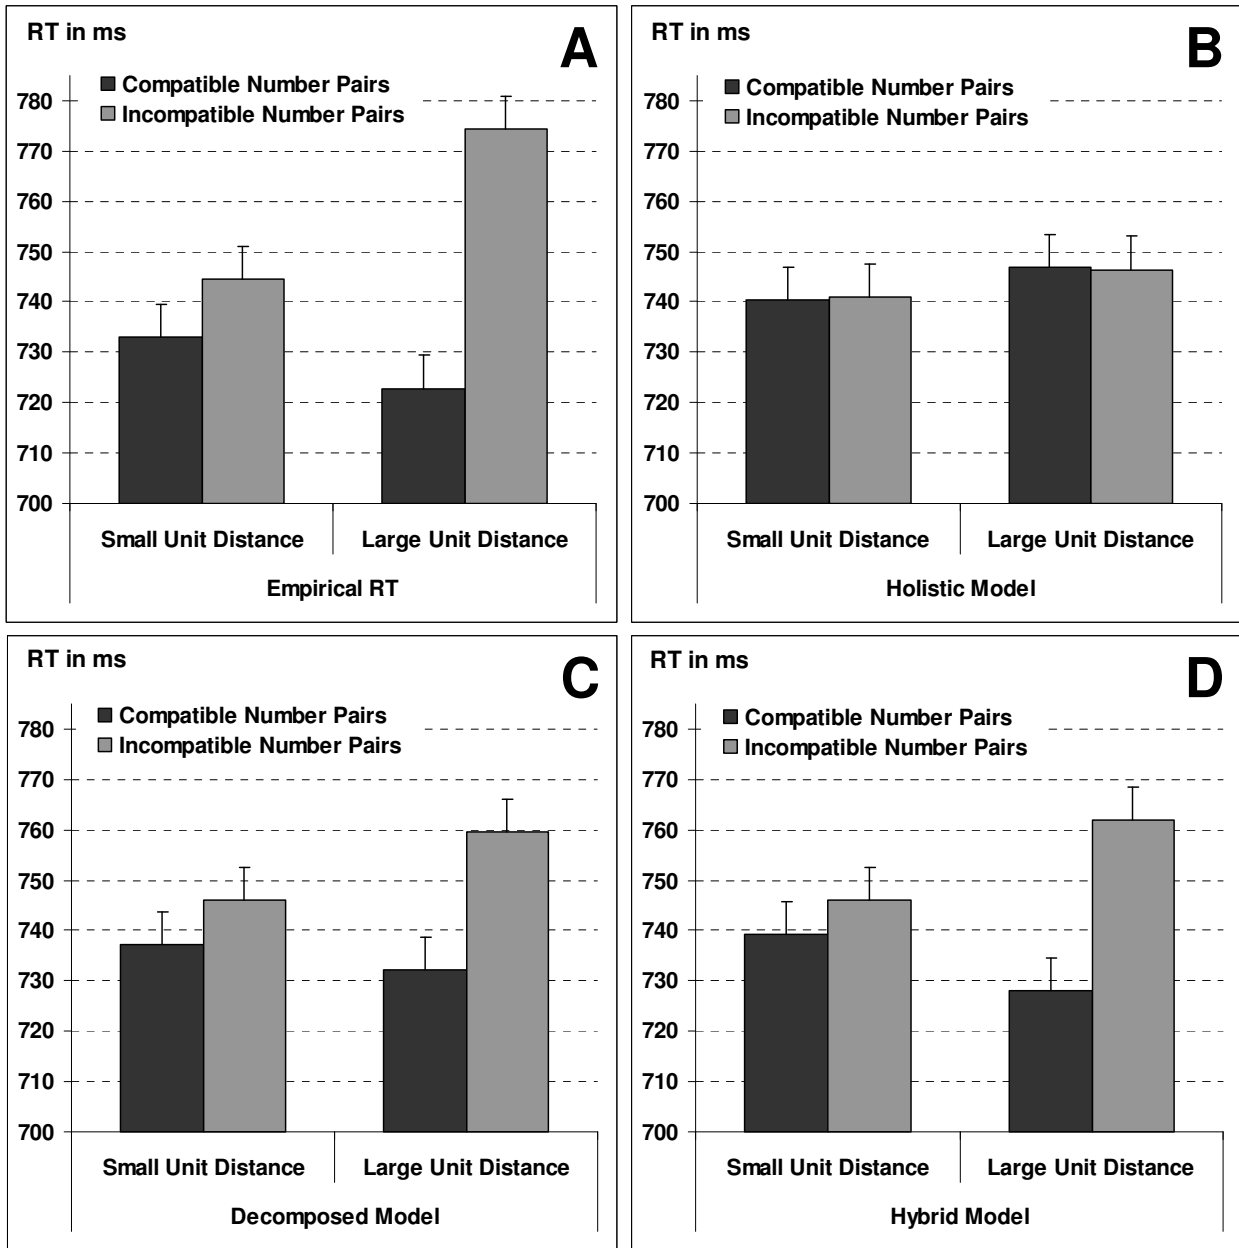 RT in ms
A
Compatible Number Pairs
Incompatible Number Pairs
780
770
760
750
740
730
720
710
700
Small Unit Distance
Large Unit Distance
Empirical RT
RT in ms
B
Compatible Number Pairs
Incompatible Number Pairs
780
770
760
750
740
730
720
710
700
Small Unit Distance
Large Unit Distance
Holistic Model
RT in ms
C
Compatible Number Pairs
Incompatible Number Pairs
780
770
760
750
740
730
720
710
700
Small Unit Distance
Large Unit Distance
Decomposed Model
RT in ms
D
Compatible Number Pairs
Incompatible Number Pairs
780
770
760
750
740
730
720
710
700
Small Unit Distance
Large Unit Distance
Hybrid Model